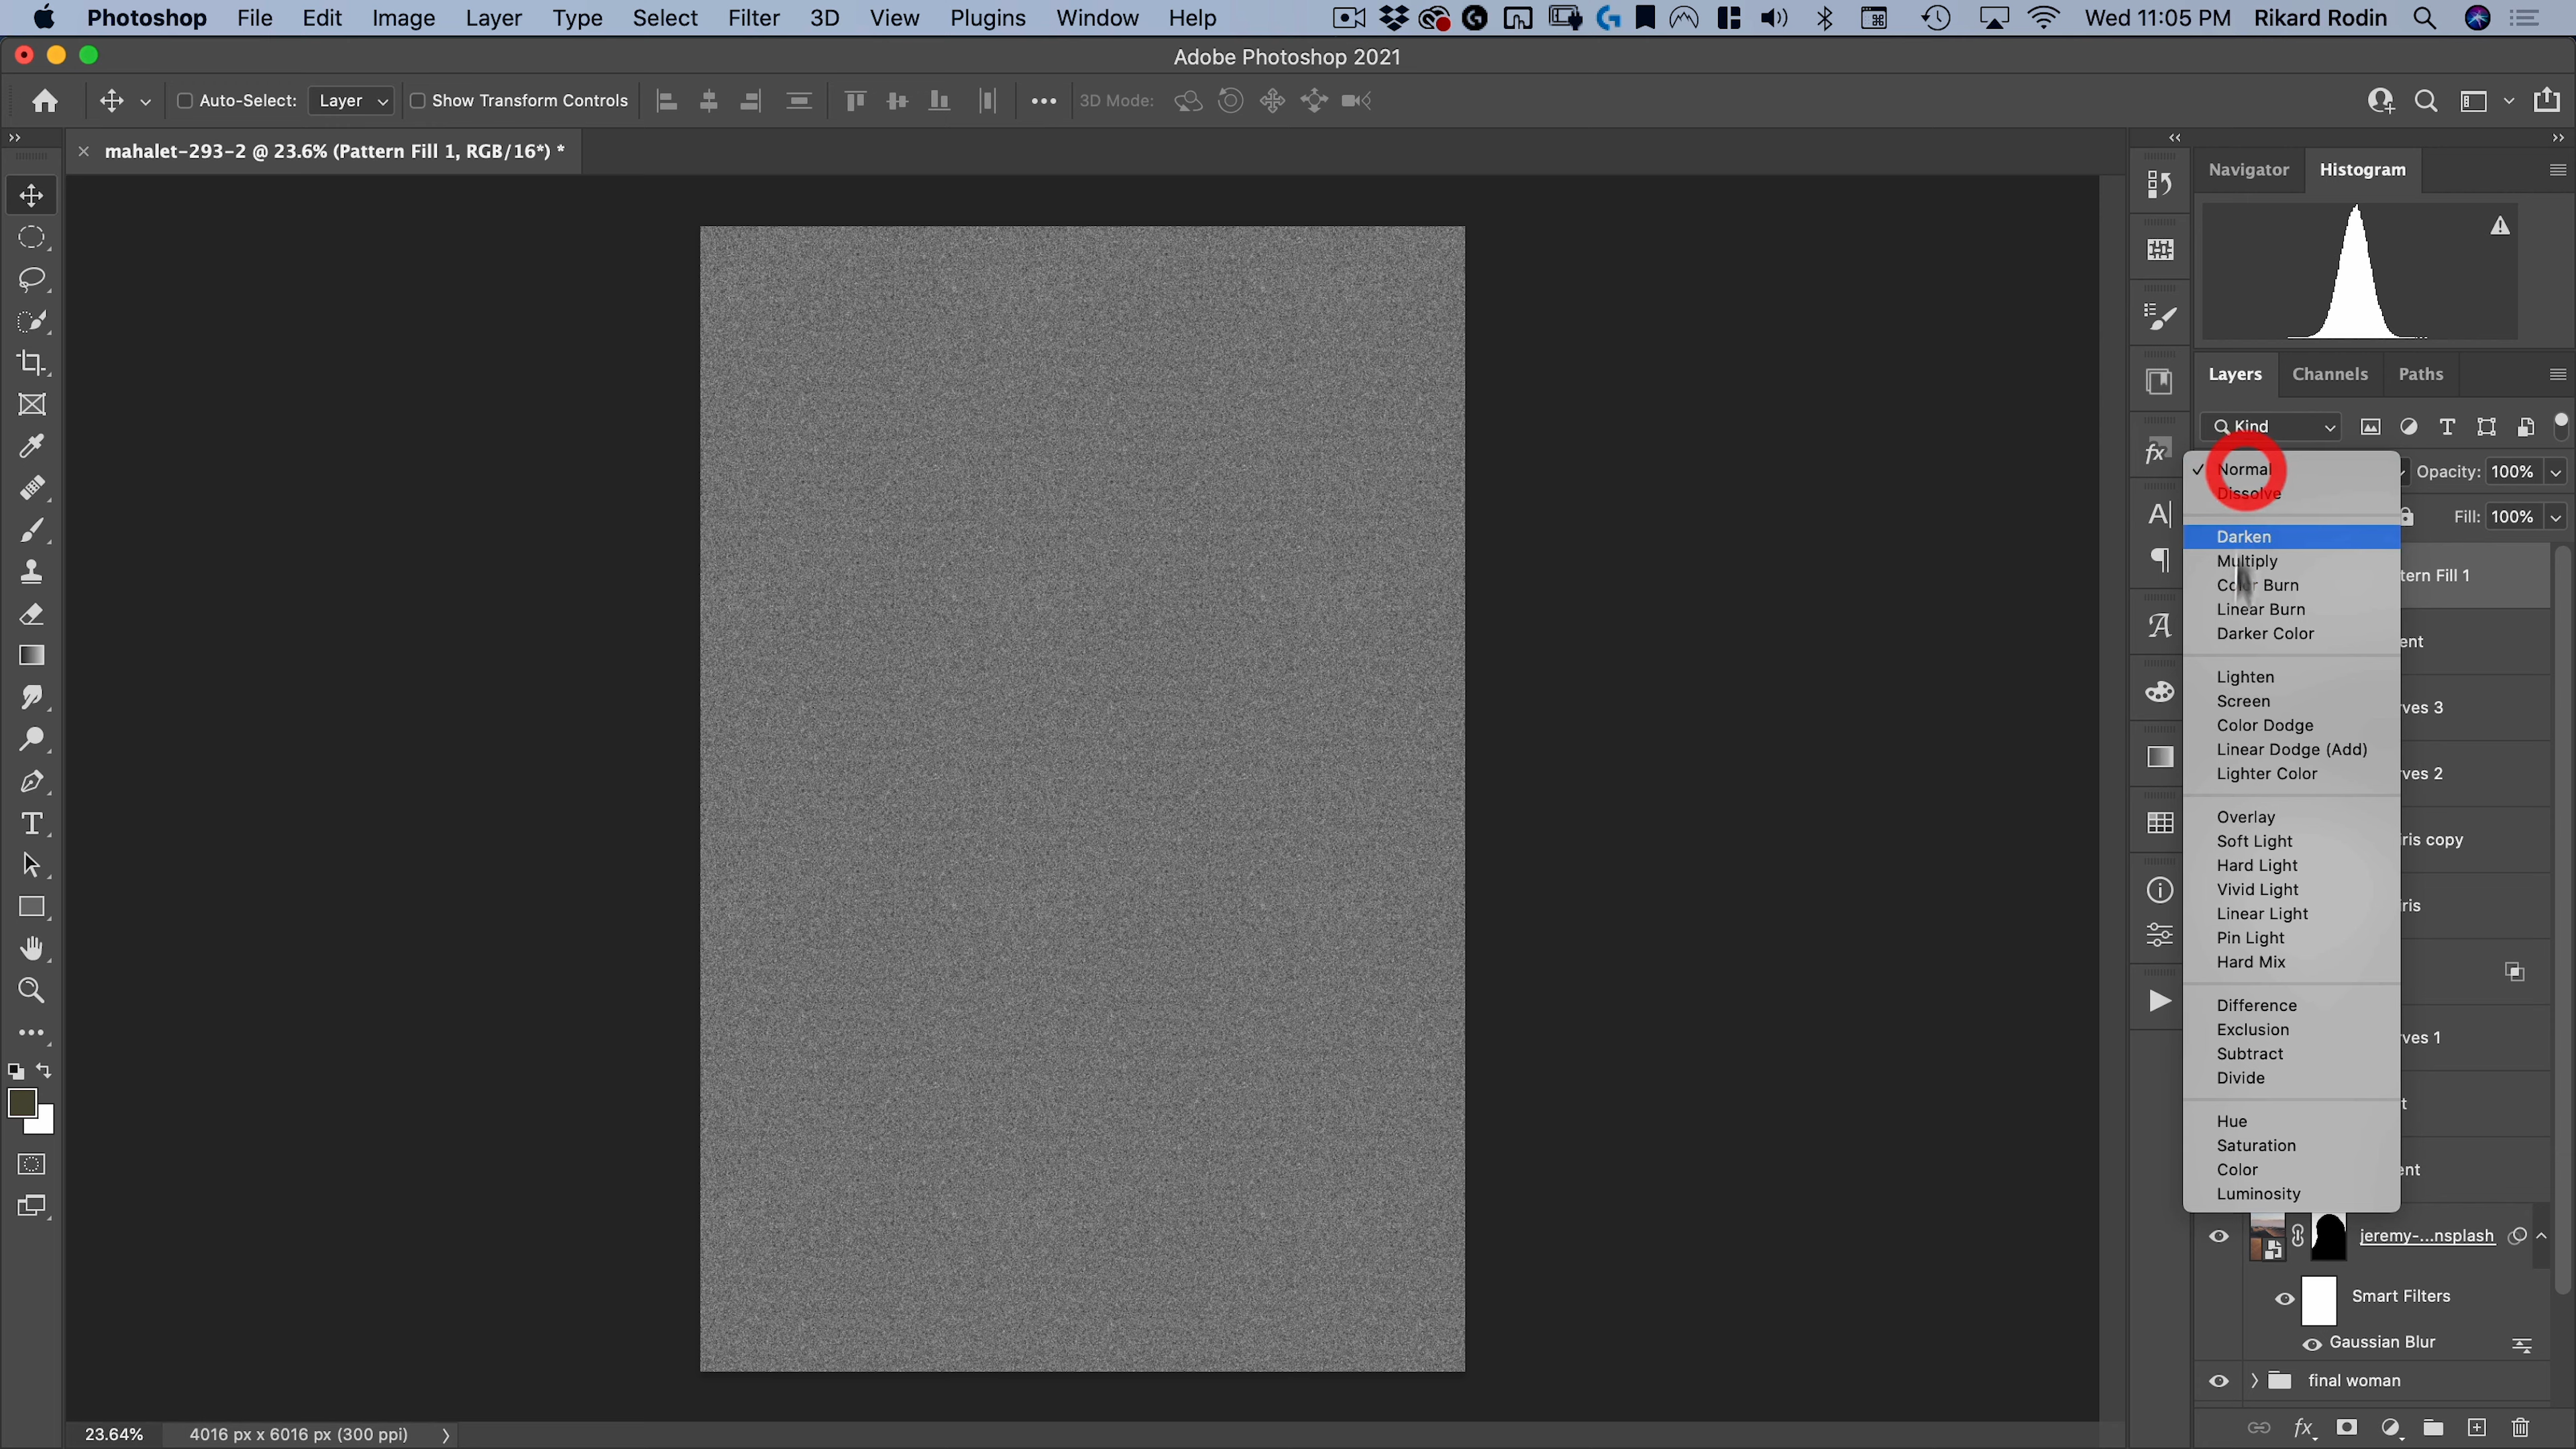 Photoshop File Edit Image Layer Type Select Filter 3D View Plugins Window Help Wed 11:05 PM Rikard Rodin
Adobe Photoshop 2021
Auto-Select: Layer Show Transform Controls 3D Mode:
mahalet-293-2 @ 23.6% (Pattern Fill 1, RGB/16*) *
Navigator Histogram
Layers Channels Paths
Kind
Normal
Opacity: 100%
Dissolve
Fill: 100%
Darken
Multiply
tern Fill 1
Color Burn
Linear Burn
Darker Color
ent
Lighten
Screen
rves 3
Color Dodge
Linear Dodge (Add)
Lighter Color
rves 2
Overlay
Soft Light
ris copy
Hard Light
Vivid Light
Linear Light
ris
Pin Light
Hard Mix
Difference
Exclusion
rves 1
Subtract
Divide
t
Hue
Saturation
Color
ent
Luminosity
jeremy-...nsplash
Smart Filters
Gaussian Blur
final woman
23.64% 4016 px x 6016 px (300 ppi)